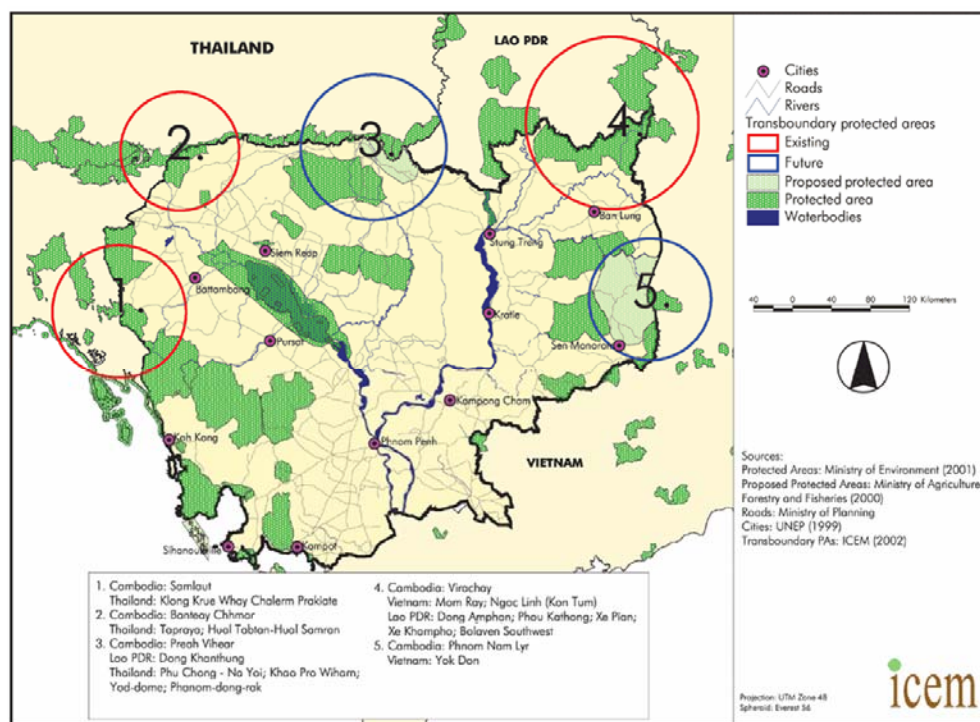 THAILAND
LAO PDR
2.
3.
4.
Ban Lung
Stung Treng
Siem Reap
Battambang
1.
5.
Kratie
Pursat
Sen Monorom
Kampong Cham
Koh Kong
Phnom Penh
VIETNAM
Sihanoukville
Kampot
Cities
Roads
Rivers
Transboundary protected areas
Existing
Future
Proposed protected area
Protected area
Waterbodies
40 0 40 80 120 Kilometers
Sources:
Protected Areas: Ministry of Environment (2001)
Proposed Protected Areas: Ministry of Agriculture
Forestry and Fisheries (2000)
Roads: Ministry of Planning
Cities: UNEP (1999)
Transboundary PAs: ICEM (2002)
1. Cambodia: Samlaut
Thailand: Klong Krue Whay Chalerm Prakiate
2. Cambodia: Banteay Chhmar
Thailand: Tapraya; Hual Tabtan-Hual Samran
3. Cambodia: Preah Vihear
Lao PDR: Dong Khanthung
Thailand: Phu Chong - Na Yoi; Khao Pra Wiham;
Yod-dome; Phanom-dong-rak
4. Cambodia: Virachay
Vietnam: Mom Ray; Ngoc Linh (Kon Tum)
Lao PDR: Dong Amphan; Phou Kathong; Xe Pian;
Xe Khampho; Bolaven Southwest
5. Cambodia: Phnom Nam Lyr
Vietnam: Yok Don
Projection: UTM Zone 48
Spheroid: Everest 56
icem